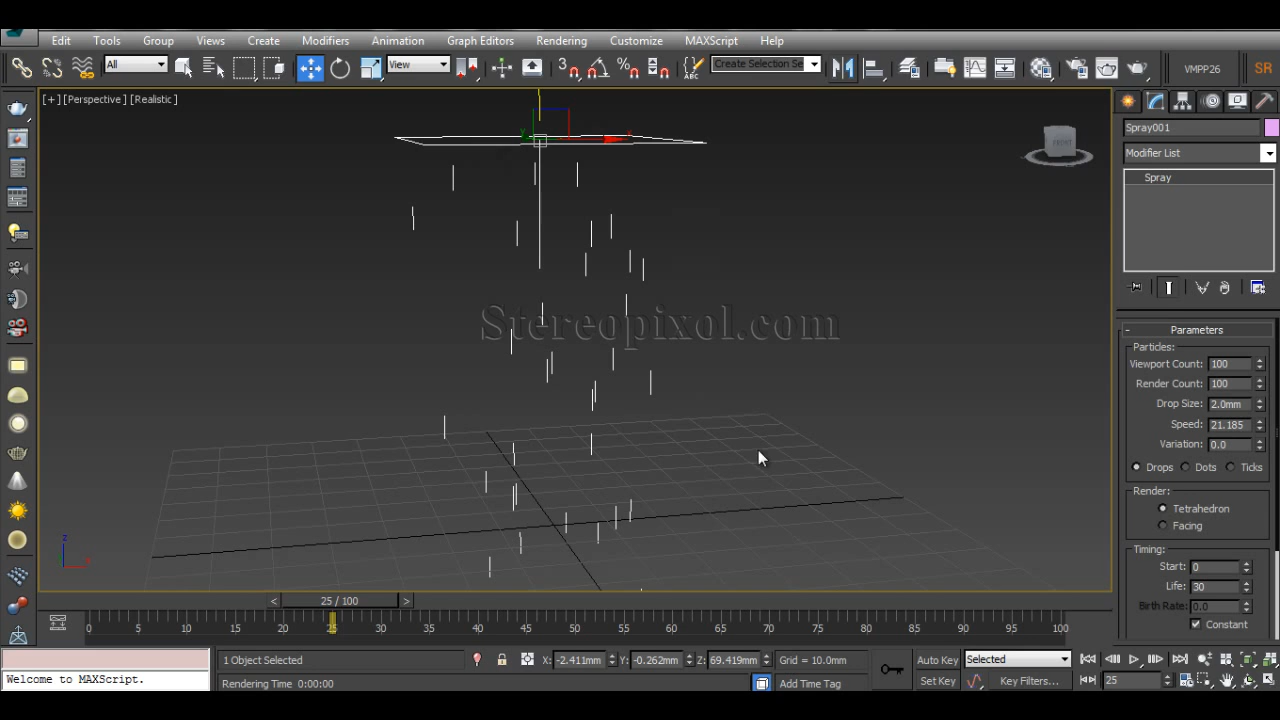 Edit Tools Group Views Create Modifiers Animation Graph Editors Rendering Customize MAXScript Help
All View 3 ABC Create Selection Se VMPP26 SR
[+] [Perspective] [Realistic]
FRONT
y x
Spray001
Modifier List
Spray
Stereopixol.com
Parameters
Particles:
Viewport Count: 100
Render Count: 100
Drop Size: 2.0mm
Speed: 21.185
Variation: 0.0
Drops Dots Ticks
Render:
Tetrahedron
Facing
Timing:
Start: 0
Life: 30
Birth Rate: 0.0
Constant
z
25 / 100
0 5 10 15 20 25 30 35 40 45 50 55 60 65 70 75 80 85 90 95 100
1 Object Selected X: -2.411mm Y: -0.262mm Z: 69.419mm Grid = 10.0mm Auto Key Selected
Welcome to MAXScript. Rendering Time 0:00:00 Add Time Tag Set Key Key Filters... 25